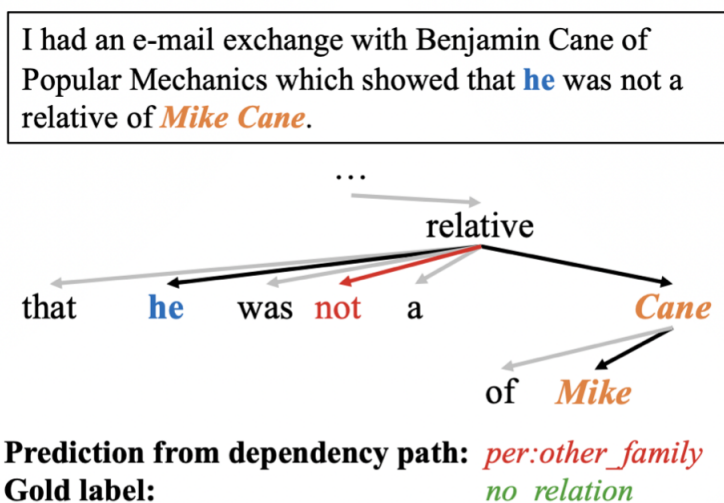 I had an e-mail exchange with Benjamin Cane of
Popular Mechanics which showed that he was not a
relative of Mike Cane.
...
relative
that he was not a Cane
of Mike
Prediction from dependency path: per:other_family
Gold label: no_relation